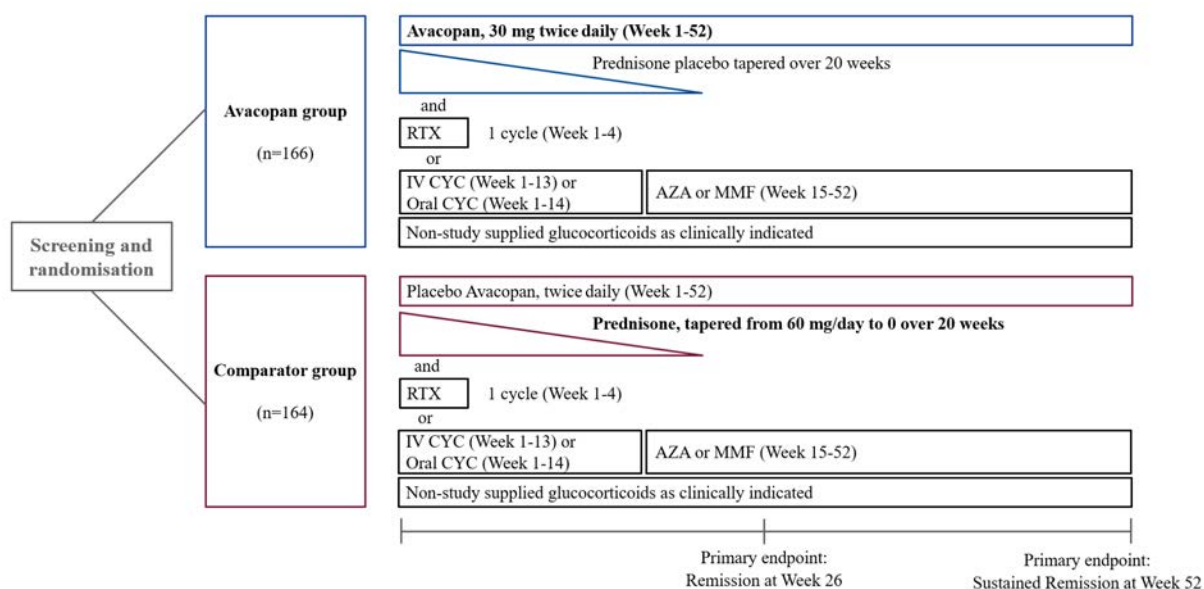 Screening and
randomisation
Avacopan group
(n=166)
Avacopan, 30 mg twice daily (Week 1-52)
Prednisone placebo tapered over 20 weeks
and
RTX
1 cycle (Week 1-4)
or
IV CYC (Week 1-13) or
Oral CYC (Week 1-14)
AZA or MMF (Week 15-52)
Non-study supplied glucocorticoids as clinically indicated
Comparator group
(n=164)
Placebo Avacopan, twice daily (Week 1-52)
Prednisone, tapered from 60 mg/day to 0 over 20 weeks
and
RTX
1 cycle (Week 1-4)
or
IV CYC (Week 1-13) or
Oral CYC (Week 1-14)
AZA or MMF (Week 15-52)
Non-study supplied glucocorticoids as clinically indicated
Primary endpoint:
Remission at Week 26
Primary endpoint:
Sustained Remission at Week 52